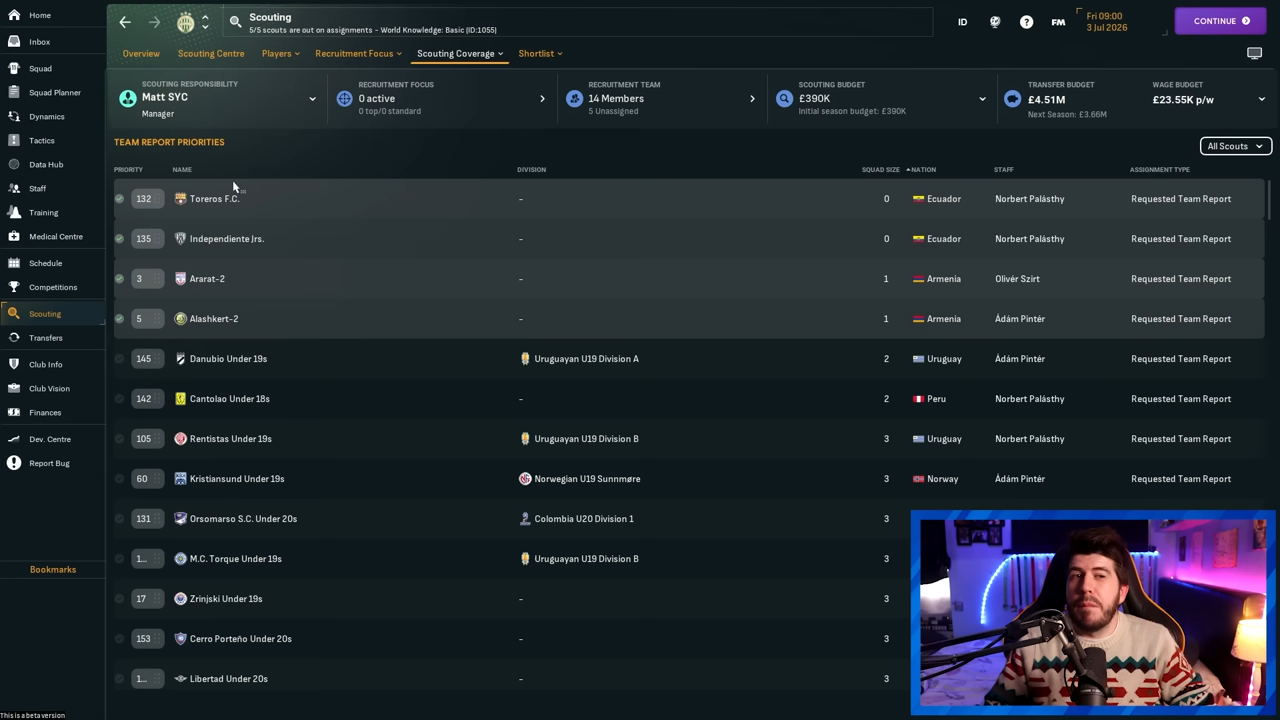 Home
Inbox
Squad
Squad Planner
Dynamics
Tactics
Data Hub
Staff
Training
Medical Centre
Schedule
Competitions
Scouting
Transfers
Club Info
Club Vision
Finances
Dev. Centre
Report Bug
Bookmarks
This is a beta version
Scouting
5/5 scouts are out on assignments - World Knowledge: Basic (ID:1055)
ID
FM
Fri 09:00
3 Jul 2026
CONTINUE
Overview Scouting Centre Players Recruitment Focus Scouting Coverage Shortlist
SCOUTING RESPONSIBILITY
Matt SYC
Manager
RECRUITMENT FOCUS
0 active
0 top/0 standard
RECRUITMENT TEAM
14 Members
5 Unassigned
SCOUTING BUDGET
£390K
Initial season budget: £390K
TRANSFER BUDGET
£4.51M
Next Season: £3.66M
WAGE BUDGET
£23.55K p/w
TEAM REPORT PRIORITIES
All Scouts
PRIORITY NAME DIVISION SQUAD SIZE NATION STAFF ASSIGNMENT TYPE
132 Toreros F.C. - 0 Ecuador Norbert Palásthy Requested Team Report
135 Independiente Jrs. - 0 Ecuador Norbert Palásthy Requested Team Report
3 Ararat-2 - 1 Armenia Olivér Szirt Requested Team Report
5 Alashkert-2 - 1 Armenia Ádám Pintér Requested Team Report
145 Danubio Under 19s Uruguayan U19 Division A 2 Uruguay Ádám Pintér Requested Team Report
142 Cantolao Under 18s - 2 Peru Norbert Palásthy Requested Team Report
105 Rentistas Under 19s Uruguayan U19 Division B 3 Uruguay Norbert Palásthy Requested Team Report
60 Kristiansund Under 19s Norwegian U19 Sunnmøre 3 Norway Ádám Pintér Requested Team Report
131 Orsomarso S.C. Under 20s Colombia U20 Division 1 3
1... M.C. Torque Under 19s Uruguayan U19 Division B 3
17 Zrinjski Under 19s - 3
153 Cerro Porteño Under 20s - 3
1... Libertad Under 20s - 3